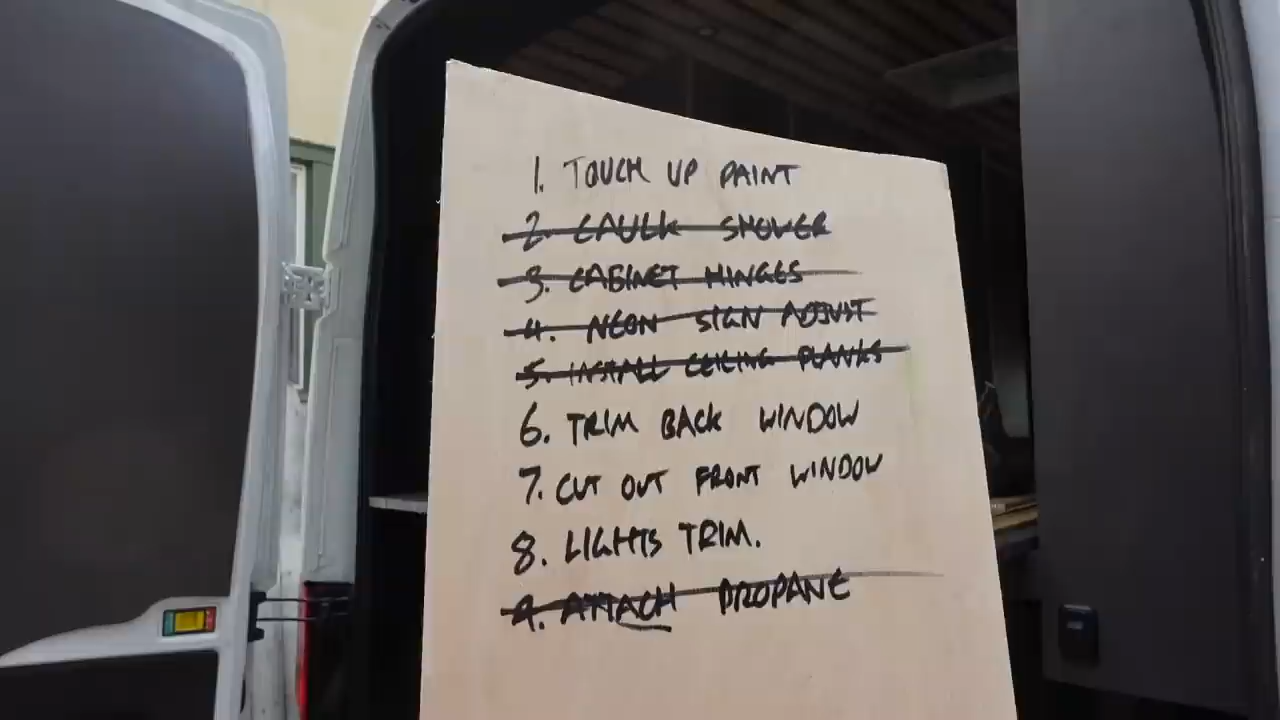 1. TOUCH UP PAINT
2. CAULK SHOWER
3. CABINET HINGES
4. NEON SIGN ADJUST
5. INSTALL CEILING PLANKS
6. TRIM BACK WINDOW
7. CUT OUT FRONT WINDOW
8. LIGHTS TRIM.
9. ATTACH PROPANE